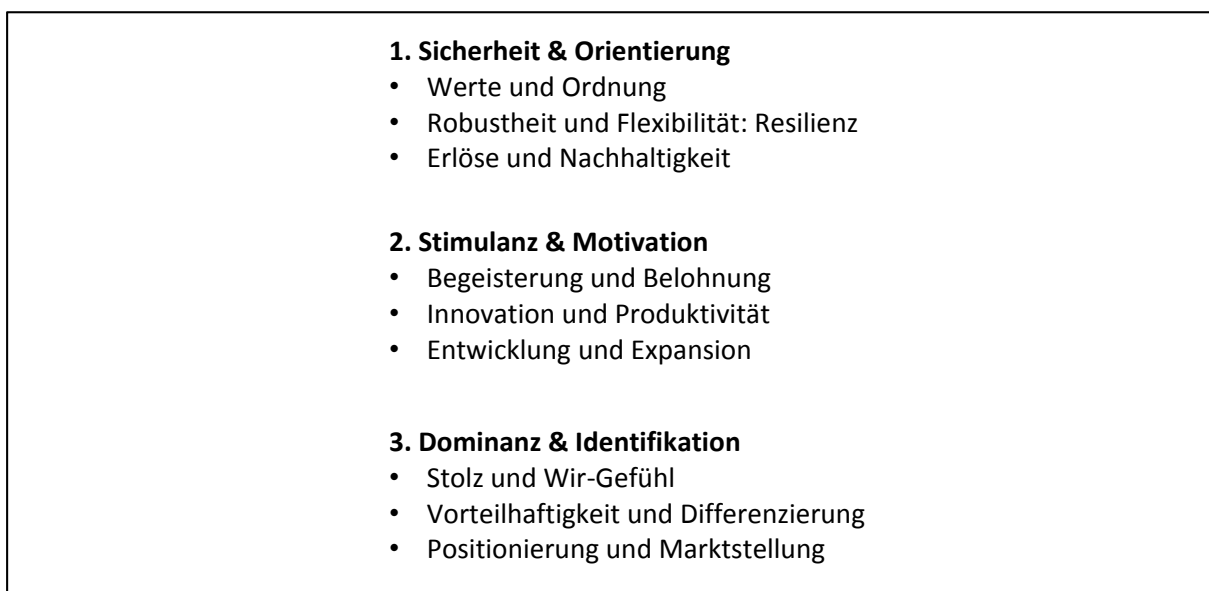 1. Sicherheit & Orientierung
• Werte und Ordnung
• Robustheit und Flexibilität: Resilienz
• Erlöse und Nachhaltigkeit
2. Stimulanz & Motivation
• Begeisterung und Belohnung
• Innovation und Produktivität
• Entwicklung und Expansion
3. Dominanz & Identifikation
• Stolz und Wir-Gefühl
• Vorteilhaftigkeit und Differenzierung
• Positionierung und Marktstellung